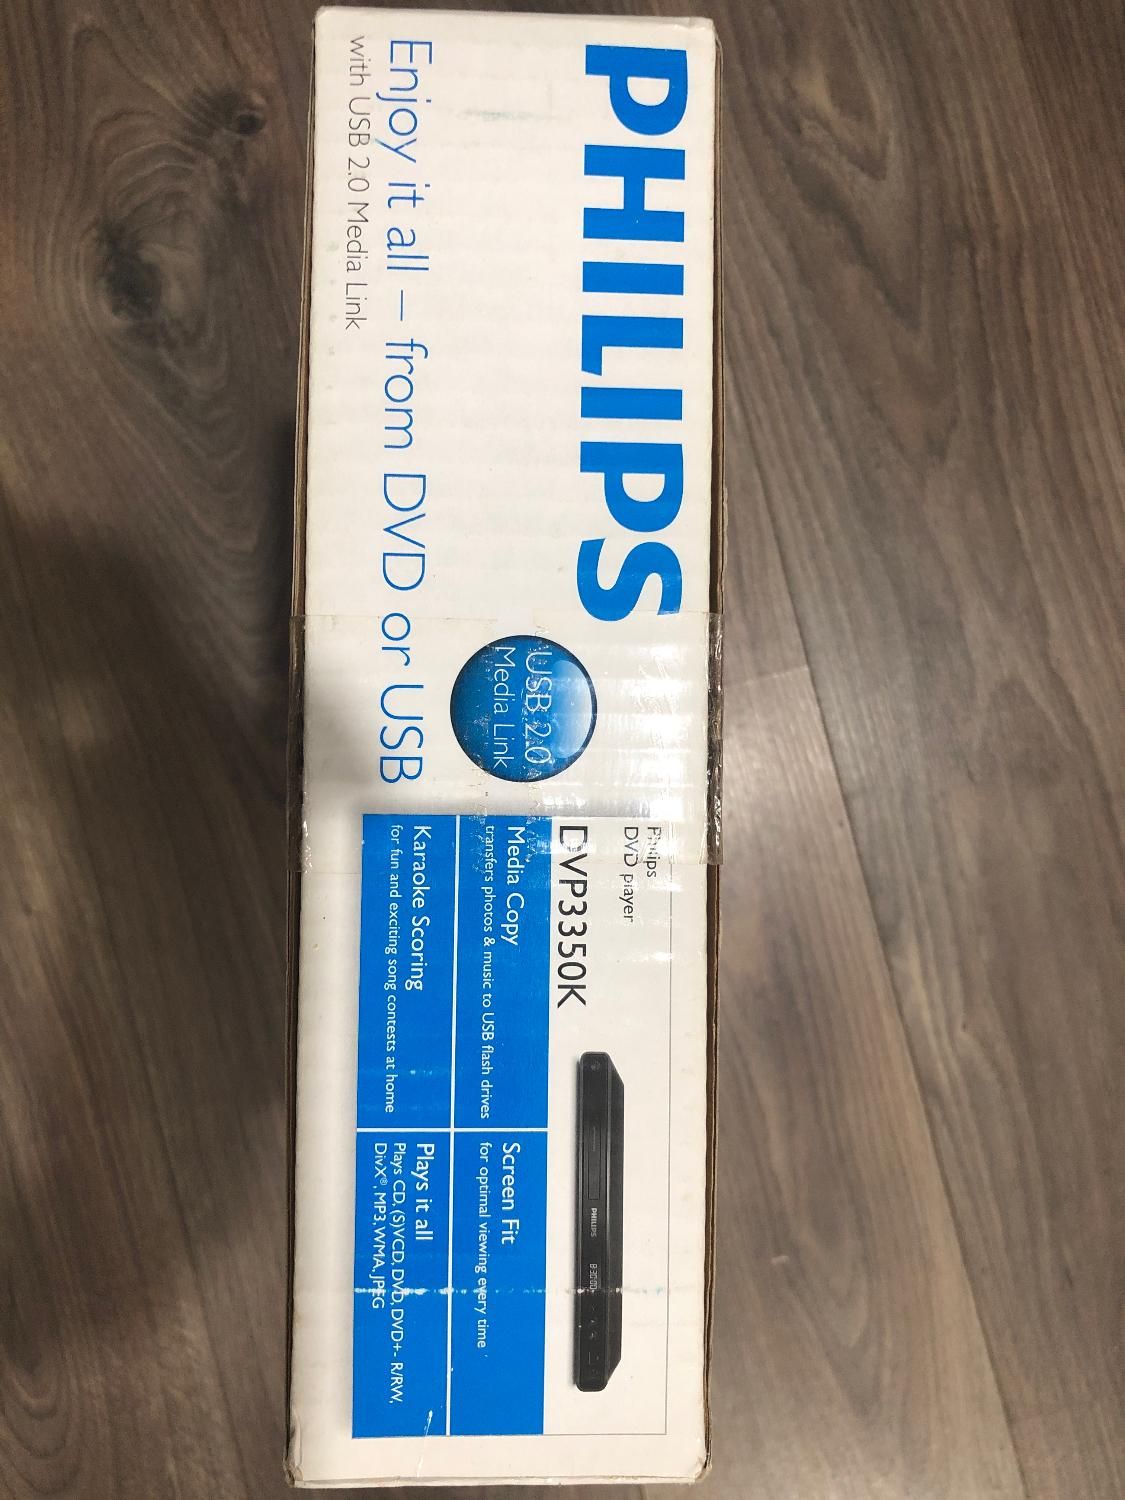 PHILIPS
USB 2.0
Media Link
Enjoy it all – from DVD or USB
with USB 2.0 Media Link
Philips
DVD player
DVP3350K
PHILIPS
Media Copy
transfers photos & music to USB flash drives
Screen Fit
for optimal viewing every time
Karaoke Scoring
for fun and exciting song contests at home
Plays it all
Plays CD, (S)VCD, DVD, DVD+- R/RW,
DivX®, MP3, WMA, JPEG